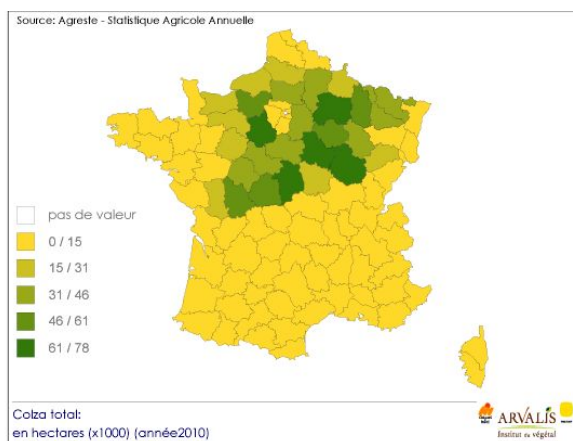 Source: Agreste - Statistique Agricole Annuelle
pas de valeur
0 / 15
15 / 31
31 / 46
46 / 61
61 / 78
Colza total:
en hectares (x1000) (année2010)
ARVALIS
Institut du végétal